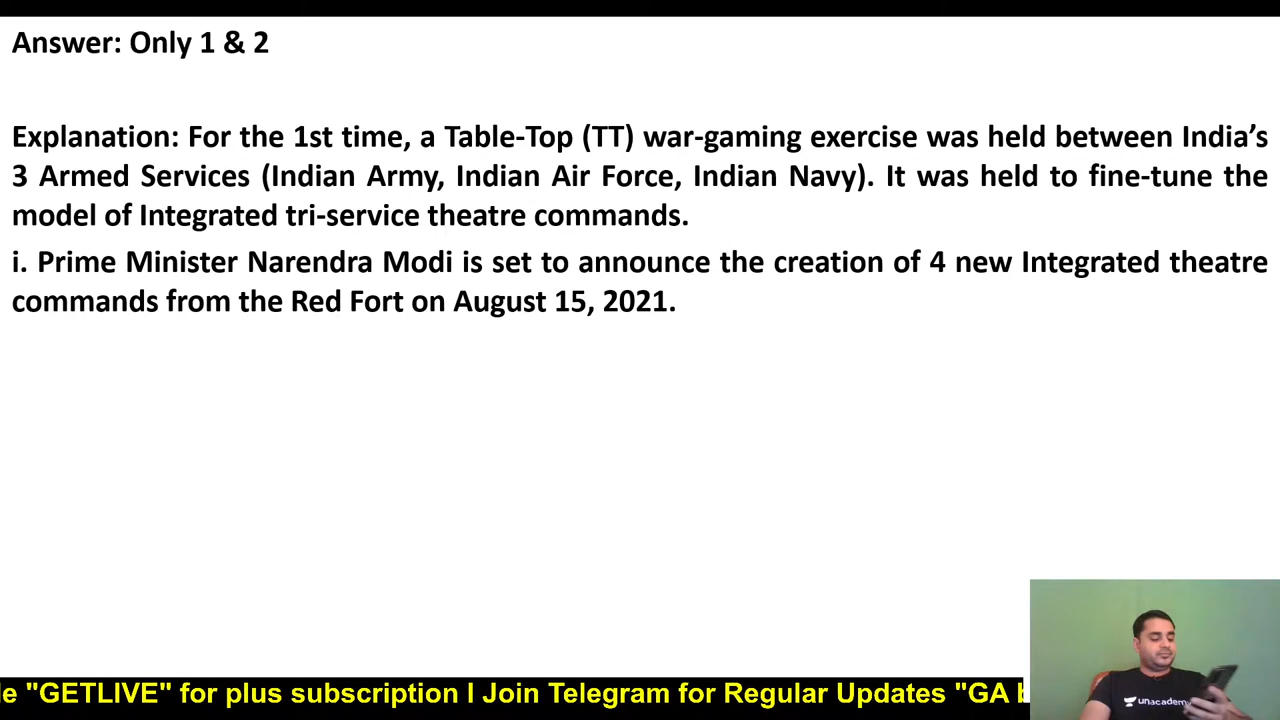 Answer: Only 1 & 2
Explanation: For the 1st time, a Table-Top (TT) war-gaming exercise was held between India’s
3 Armed Services (Indian Army, Indian Air Force, Indian Navy). It was held to fine-tune the
model of Integrated tri-service theatre commands.
i. Prime Minister Narendra Modi is set to announce the creation of 4 new Integrated theatre
commands from the Red Fort on August 15, 2021.
unacademy
le "GETLIVE" for plus subscription I Join Telegram for Regular Updates "GA b